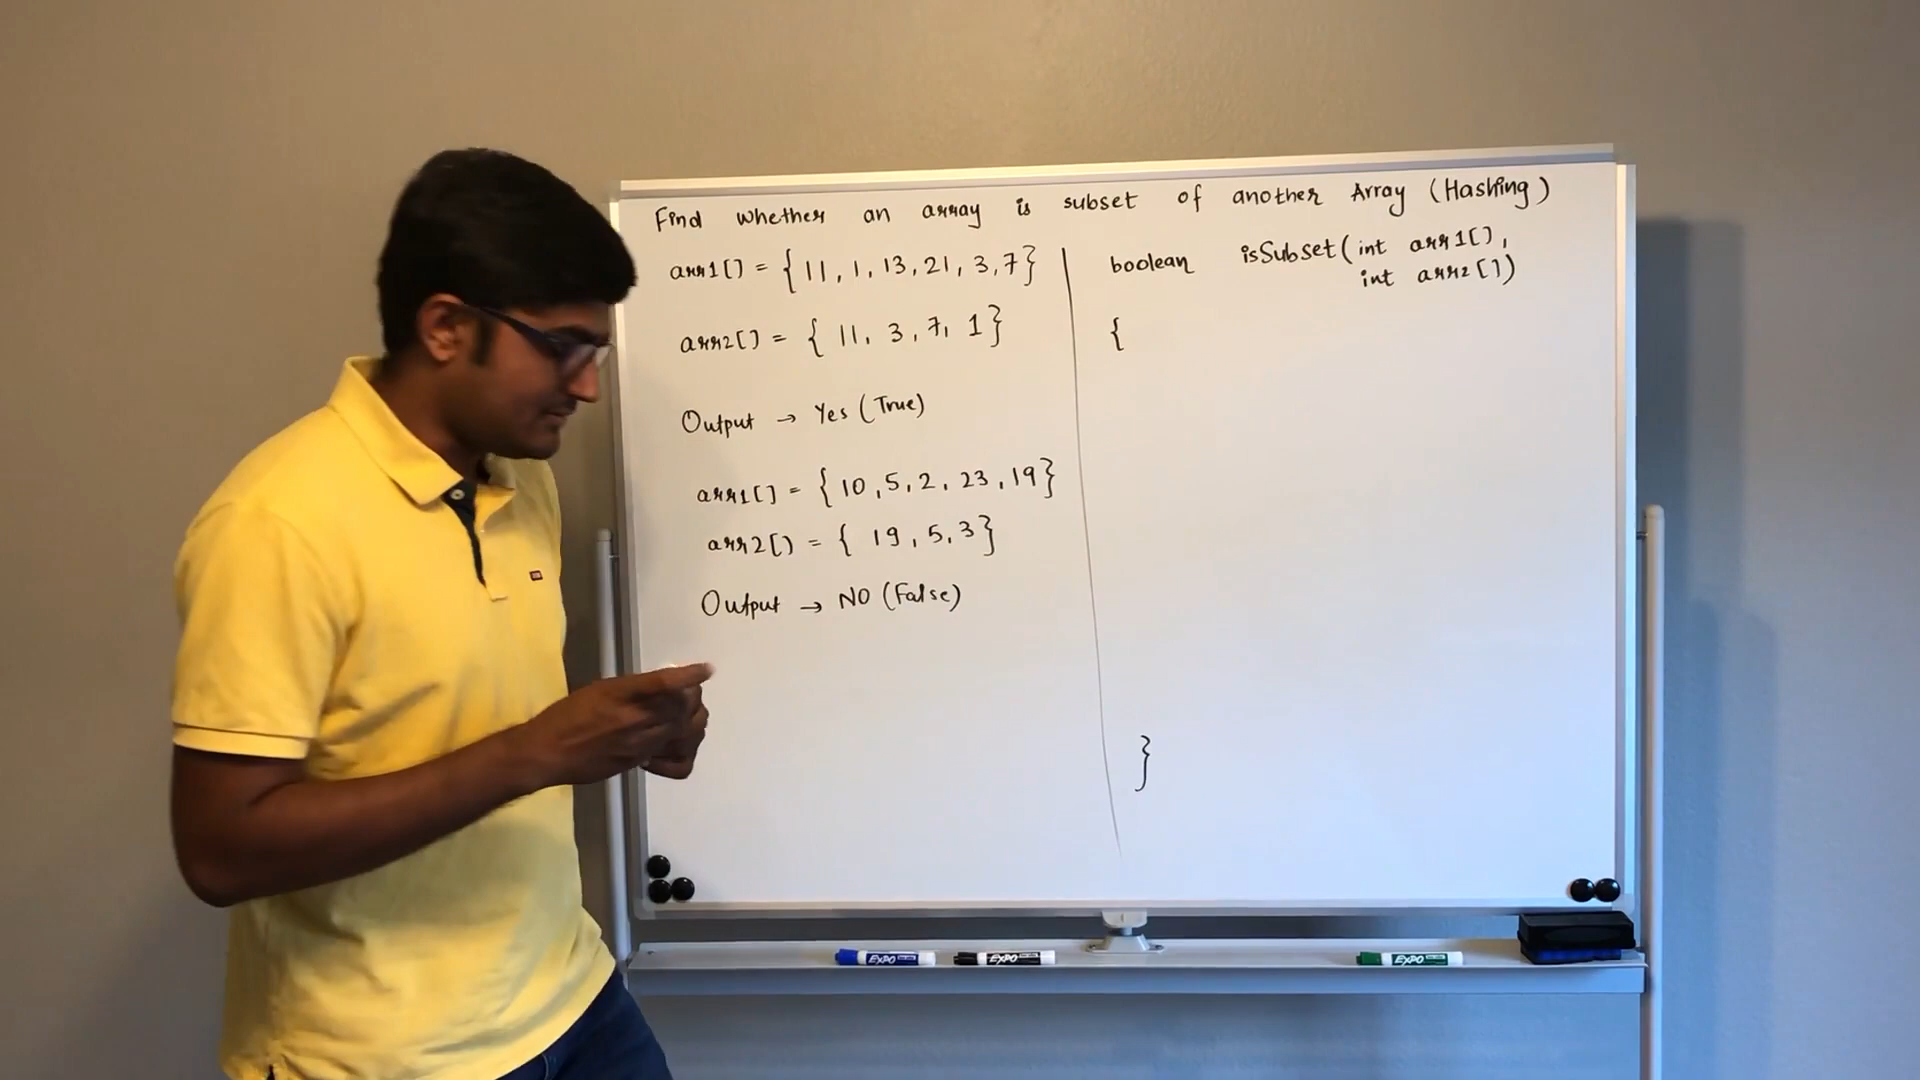 Find whether an array is subset of another Array (Hashing)
arr1[] = {11, 1, 13, 21, 3, 7}
arr2[] = { 11, 3, 7, 1}
Output → Yes (True)
arr1[] = {10, 5, 2, 23, 19}
arr2[] = { 19, 5, 3}
Output → NO (False)
boolean isSubset(int arr1[],
int arr2[])
{
}
EXPO
EXPO
EXPO